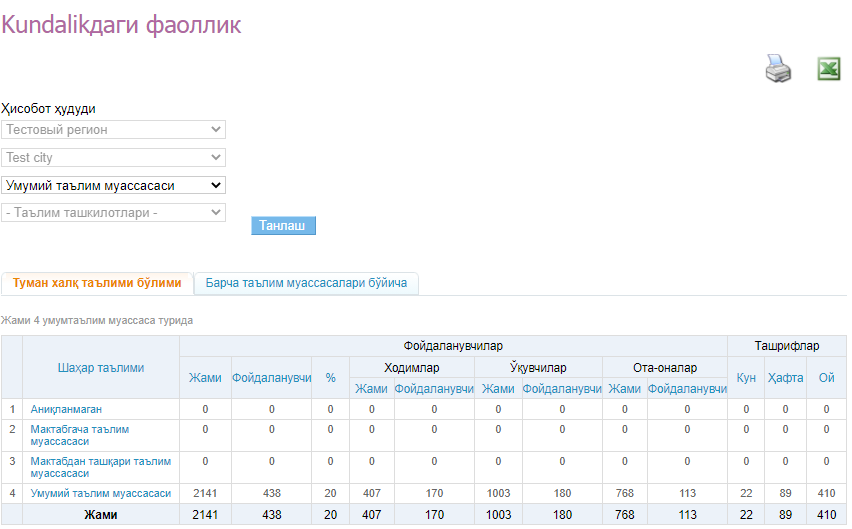 Kundalikдаги фаоллик
Ҳисобот ҳудуди
Тестовый регион
Test city
Умумий таълим муассасаси
- Таълим ташкилотлари -
Танлаш
Туман халқ таълими бўлими Барча таълим муассасалари бўйича
Жами 4 умумтаълим муассаса турида
Шаҳар таълими Фойдаланувчилар Ташрифлар
Жами Фойдаланувчи % Ходимлар Ўқувчилар Ота-оналар Кун Ҳафта Ой
Жами Фойдаланувчи Жами Фойдаланувчи Жами Фойдаланувчи
1 Аниқланмаган 0 0 0 0 0 0 0 0 0 0 0 0
2 Мактабгача таълим 0 0 0 0 0 0 0 0 0 0 0 0
муассасаси
3 Мактабдан ташқари таълим 0 0 0 0 0 0 0 0 0 0 0 0
муассасаси
4 Умумий таълим муассасаси 2141 438 20 407 170 1003 180 768 113 22 89 410
Жами 2141 438 20 407 170 1003 180 768 113 22 89 410